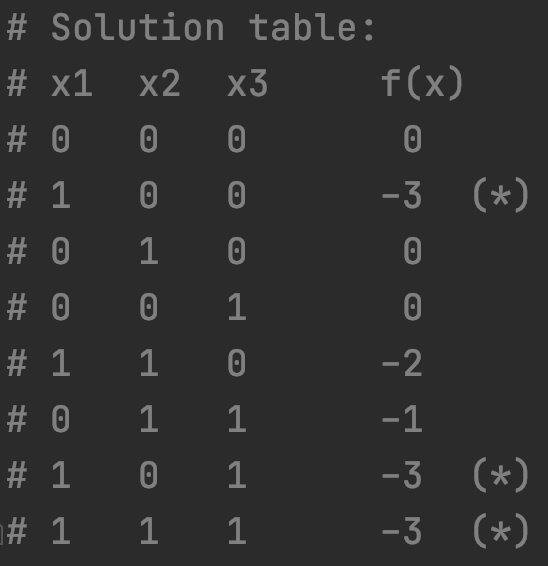 # Solution table:
# x1  x2  x3     f(x)
# 0   0   0       0
# 1   0   0      -3  (*)
# 0   1   0       0
# 0   0   1       0
# 1   1   0      -2
# 0   1   1      -1
# 1   0   1      -3  (*)
# 1   1   1      -3  (*)